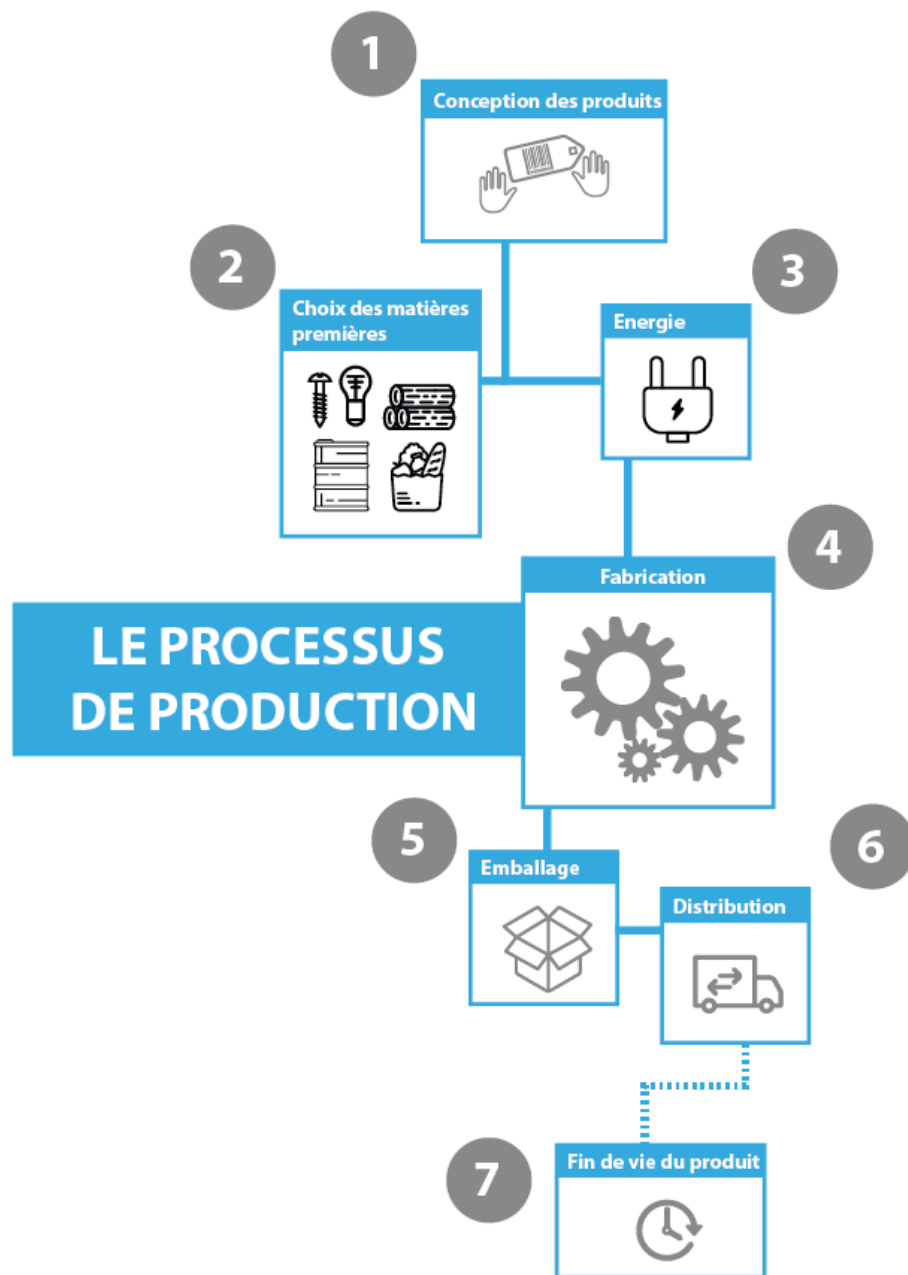 1
Conception des produits
2
Choix des matières
premières
3
Energie
4
Fabrication
LE PROCESSUS
DE PRODUCTION
5
Emballage
6
Distribution
7
Fin de vie du produit